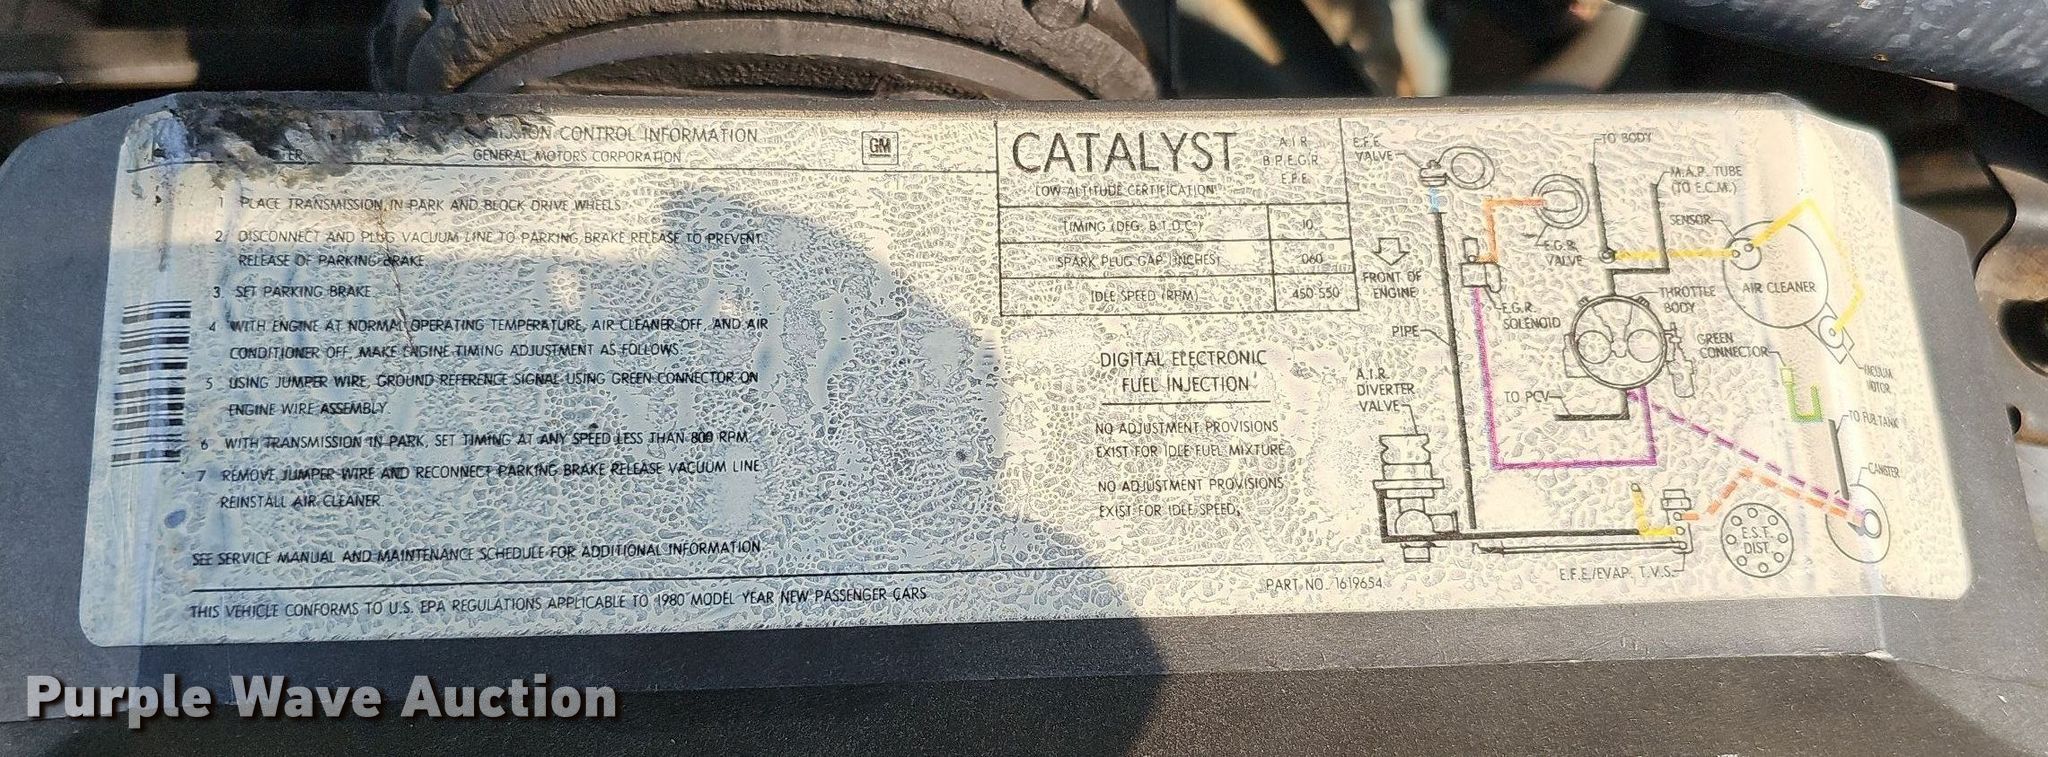 SSION CONTROL INFORMATION
TER
GENERAL MOTORS CORPORATION
GM
1 PLACE TRANSMISSION IN PARK AND BLOCK DRIVE WHEELS
2. DISCONNECT AND PLUG VACUUM LINE TO PARKING BRAKE RELEASE TO PREVENT
RELEASE OF PARKING BRAKE
3. SET PARKING BRAKE
4 WITH ENGINE AT NORMAL OPERATING TEMPERATURE, AIR CLEANER OFF, AND AIR
CONDITIONER OFF, MAKE ENGINE TIMING ADJUSTMENT AS FOLLOWS
5 USING JUMPER WIRE, GROUND REFERENCE SIGNAL USING GREEN CONNECTOR ON
ENGINE WIRE ASSEMBLY
6 WITH TRANSMISSION IN PARK, SET TIMING AT ANY SPEED LESS THAN 800 RPM.
7 REMOVE JUMPER WIRE AND RECONNECT PARKING BRAKE RELEASE VACUUM LINE
REINSTALL AIR CLEANER
SEE SERVICE MANUAL AND MAINTENANCE SCHEDULE FOR ADDITIONAL INFORMATION
THIS VEHICLE CONFORMS TO U.S. EPA REGULATIONS APPLICABLE TO 1980 MODEL YEAR NEW PASSENGER CARS
CATALYST
A.I.R.
B.P.E.G.R.
E.F.E.
LOW ALTITUDE CERTIFICATION
TIMING (DEG. B.T.D.C.) 10
SPARK PLUG GAP (INCHES) .060
IDLE SPEED (RPM) 450-550
DIGITAL ELECTRONIC
FUEL INJECTION
NO ADJUSTMENT PROVISIONS
EXIST FOR IDLE FUEL MIXTURE
NO ADJUSTMENT PROVISIONS
EXIST FOR IDLE SPEED.
PART NO. 1619654
E.F.E.
VALVE
TO BODY
M.A.P. TUBE
(TO E.C.M.)
SENSOR
E.G.R.
VALVE
FRONT OF
ENGINE
AIR CLEANER
THROTTLE
BODY
E.G.R.
SOLENOID
PIPE
GREEN
CONNECTOR
VACUUM
MOTOR
A.I.R.
DIVERTER
VALVE
TO PCV
TO FUEL TANK
CANISTER
E.S.T.
DIST.
E.F.E./EVAP. T.V.S.
Purple Wave Auction